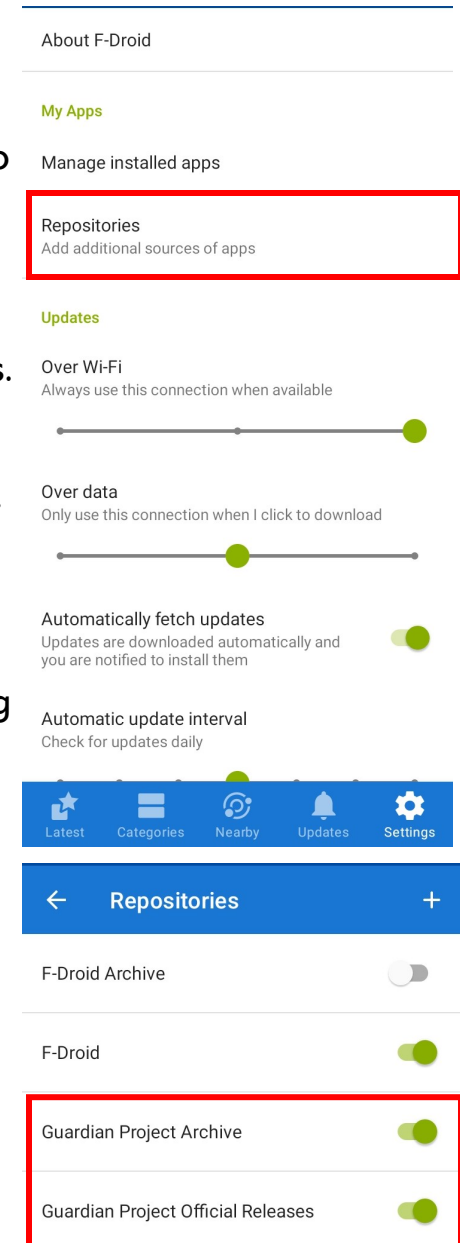 About F-Droid
My Apps
Manage installed apps
Repositories
Add additional sources of apps
Updates
Over Wi-Fi
Always use this connection when available
Over data
Only use this connection when I click to download
Automatically fetch updates
Updates are downloaded automatically and
you are notified to install them
Automatic update interval
Check for updates daily
Latest Categories Nearby Updates Settings
Repositories
F-Droid Archive
F-Droid
Guardian Project Archive
Guardian Project Official Releases